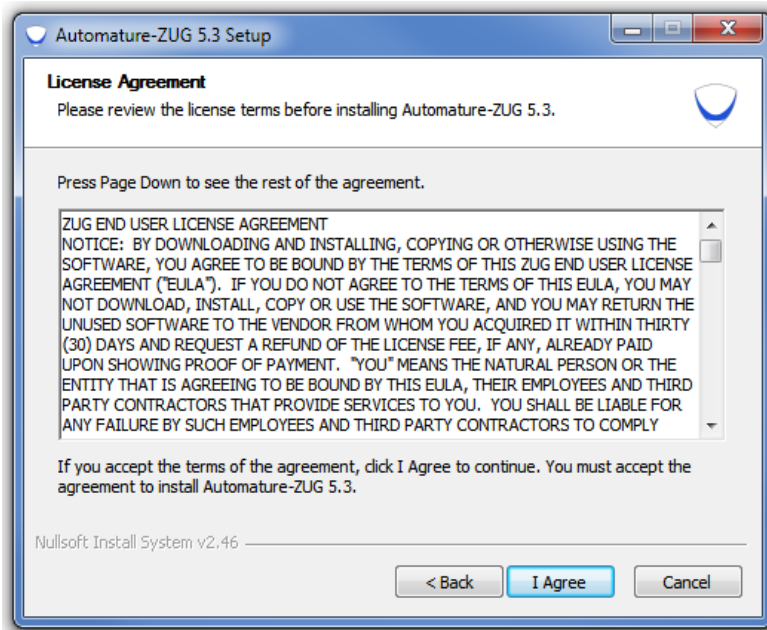 Automature-ZUG 5.3 Setup
License Agreement
Please review the license terms before installing Automature-ZUG 5.3.
Press Page Down to see the rest of the agreement.
ZUG END USER LICENSE AGREEMENT
NOTICE:  BY DOWNLOADING AND INSTALLING, COPYING OR OTHERWISE USING THE
SOFTWARE, YOU AGREE TO BE BOUND BY THE TERMS OF THIS ZUG END USER LICENSE
AGREEMENT ("EULA").  IF YOU DO NOT AGREE TO THE TERMS OF THIS EULA, YOU MAY
NOT DOWNLOAD, INSTALL, COPY OR USE THE SOFTWARE, AND YOU MAY RETURN THE
UNUSED SOFTWARE TO THE VENDOR FROM WHOM YOU ACQUIRED IT WITHIN THIRTY
(30) DAYS AND REQUEST A REFUND OF THE LICENSE FEE, IF ANY, ALREADY PAID
UPON SHOWING PROOF OF PAYMENT.  "YOU" MEANS THE NATURAL PERSON OR THE
ENTITY THAT IS AGREEING TO BE BOUND BY THIS EULA, THEIR EMPLOYEES AND THIRD
PARTY CONTRACTORS THAT PROVIDE SERVICES TO YOU.  YOU SHALL BE LIABLE FOR
ANY FAILURE BY SUCH EMPLOYEES AND THIRD PARTY CONTRACTORS TO COMPLY
If you accept the terms of the agreement, click I Agree to continue. You must accept the
agreement to install Automature-ZUG 5.3.
Nullsoft Install System v2.46
< Back
I Agree
Cancel